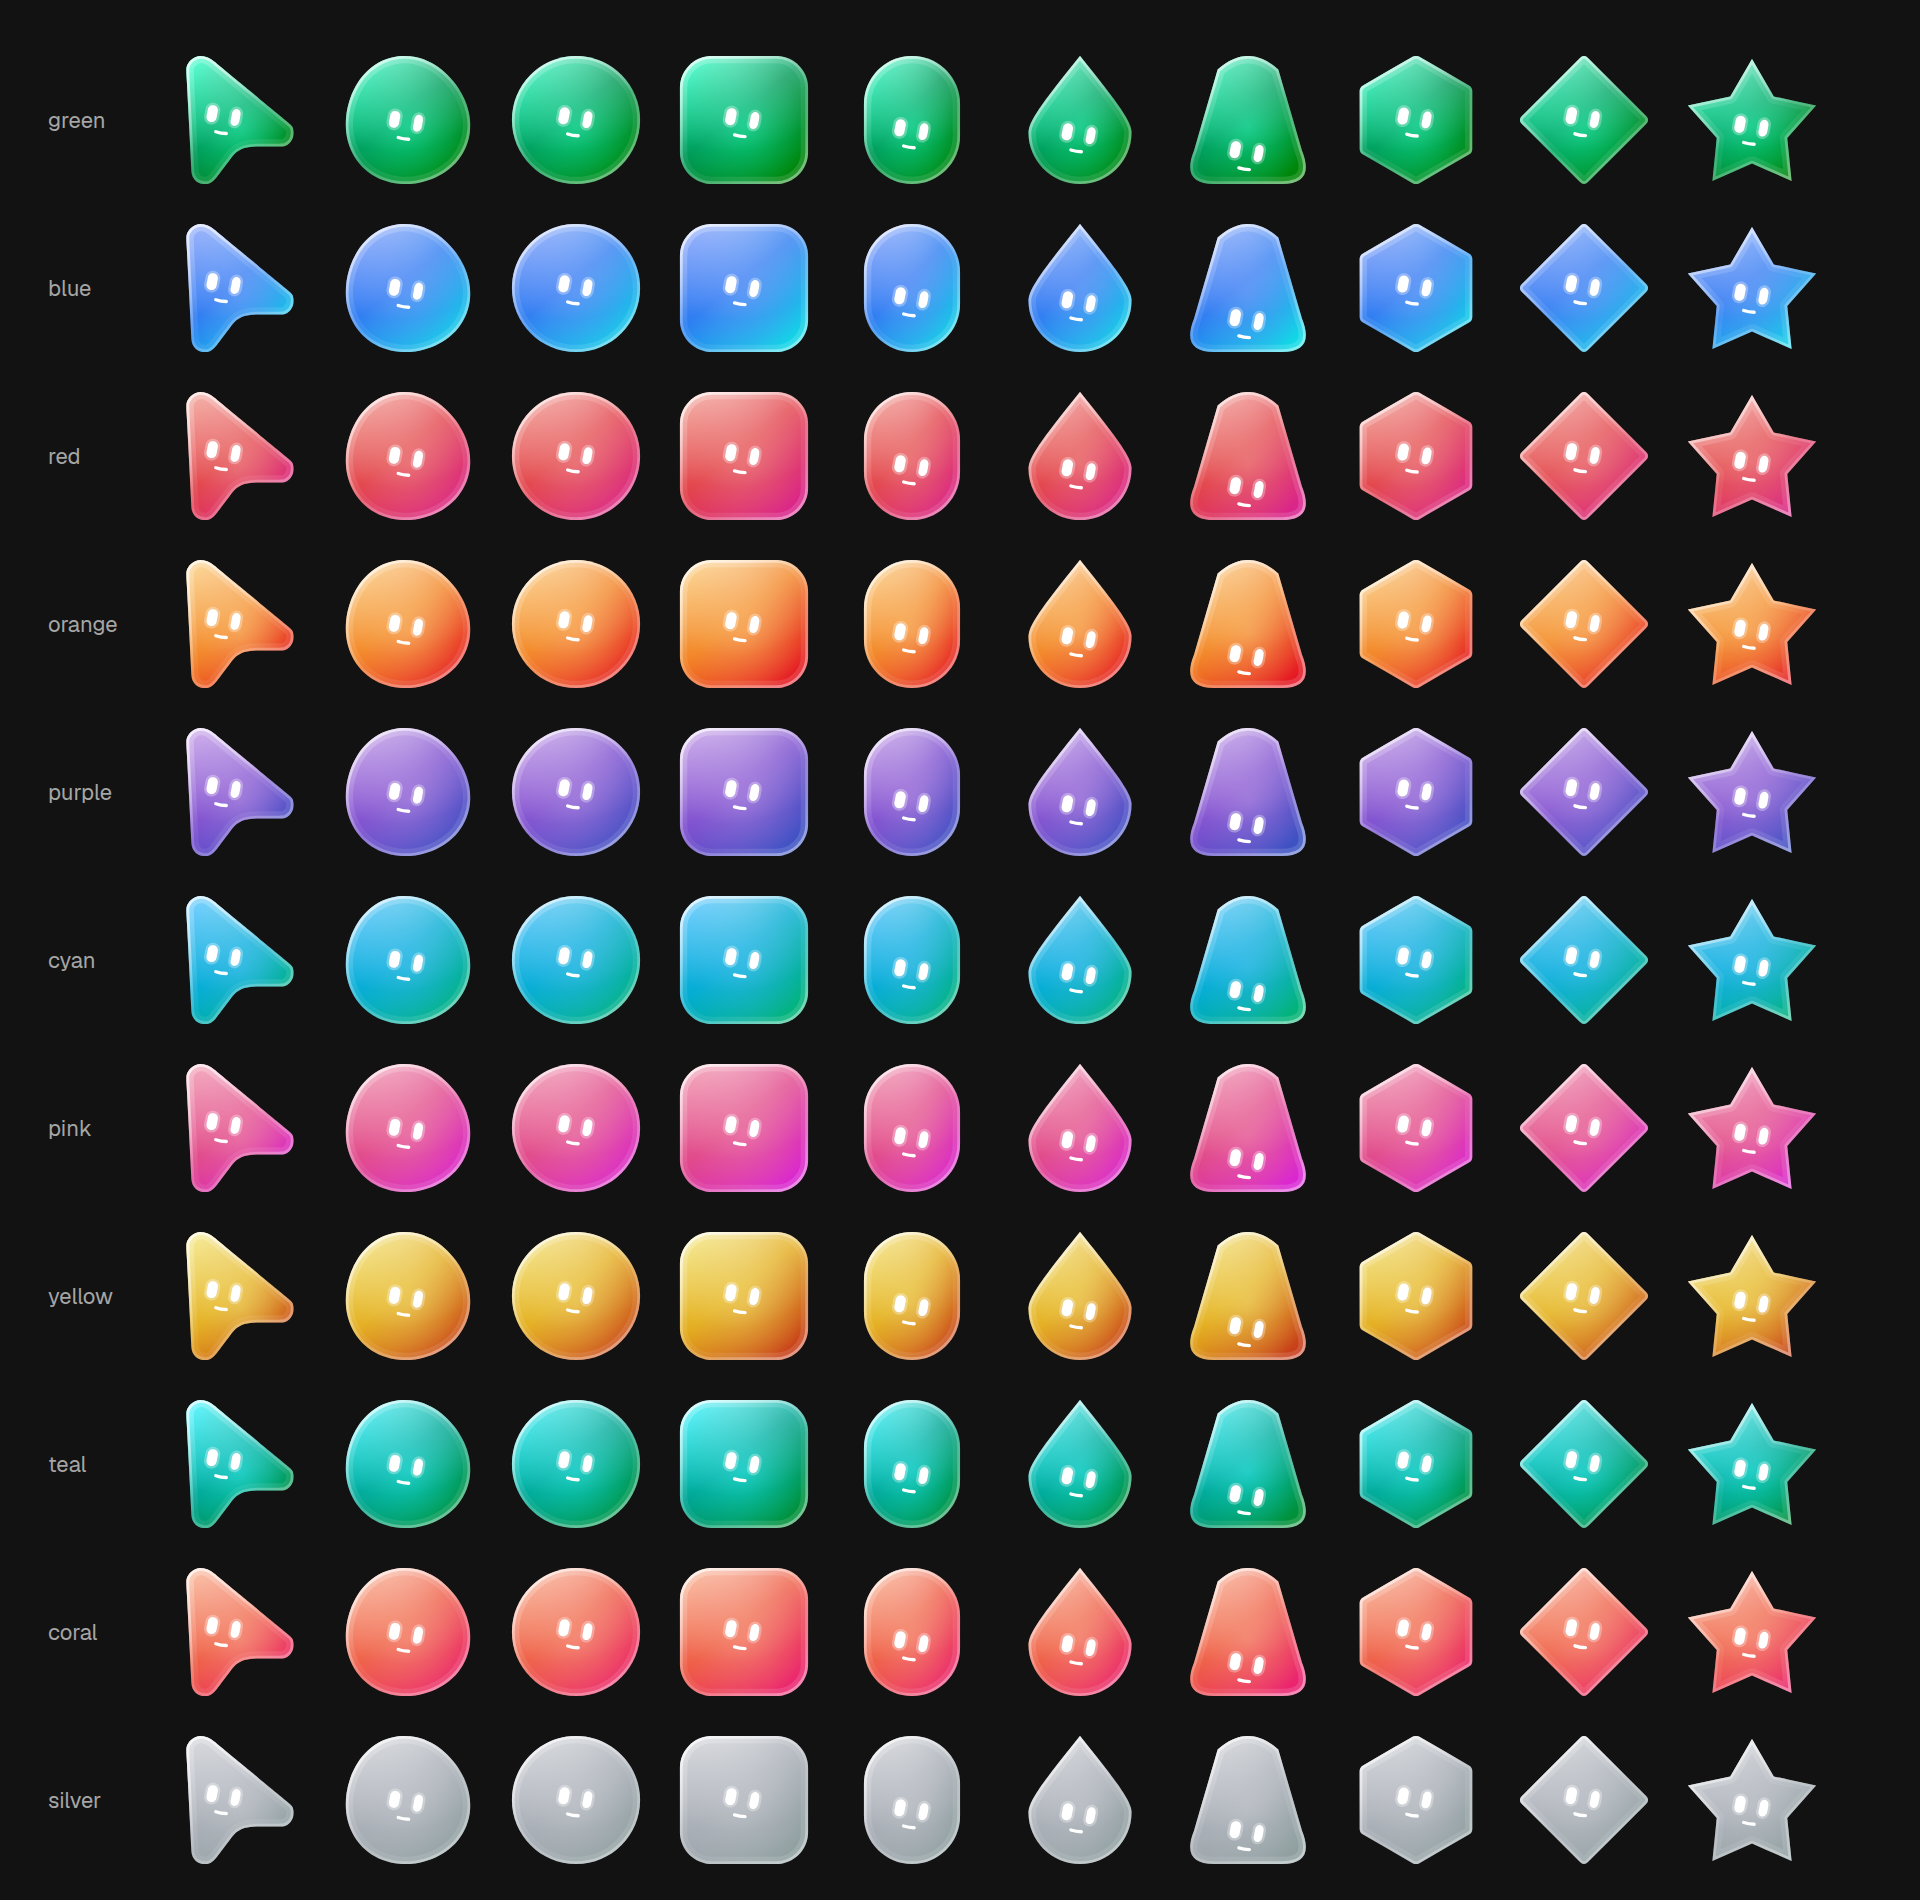 green
blue
red
orange
purple
cyan
pink
yellow
teal
coral
silver